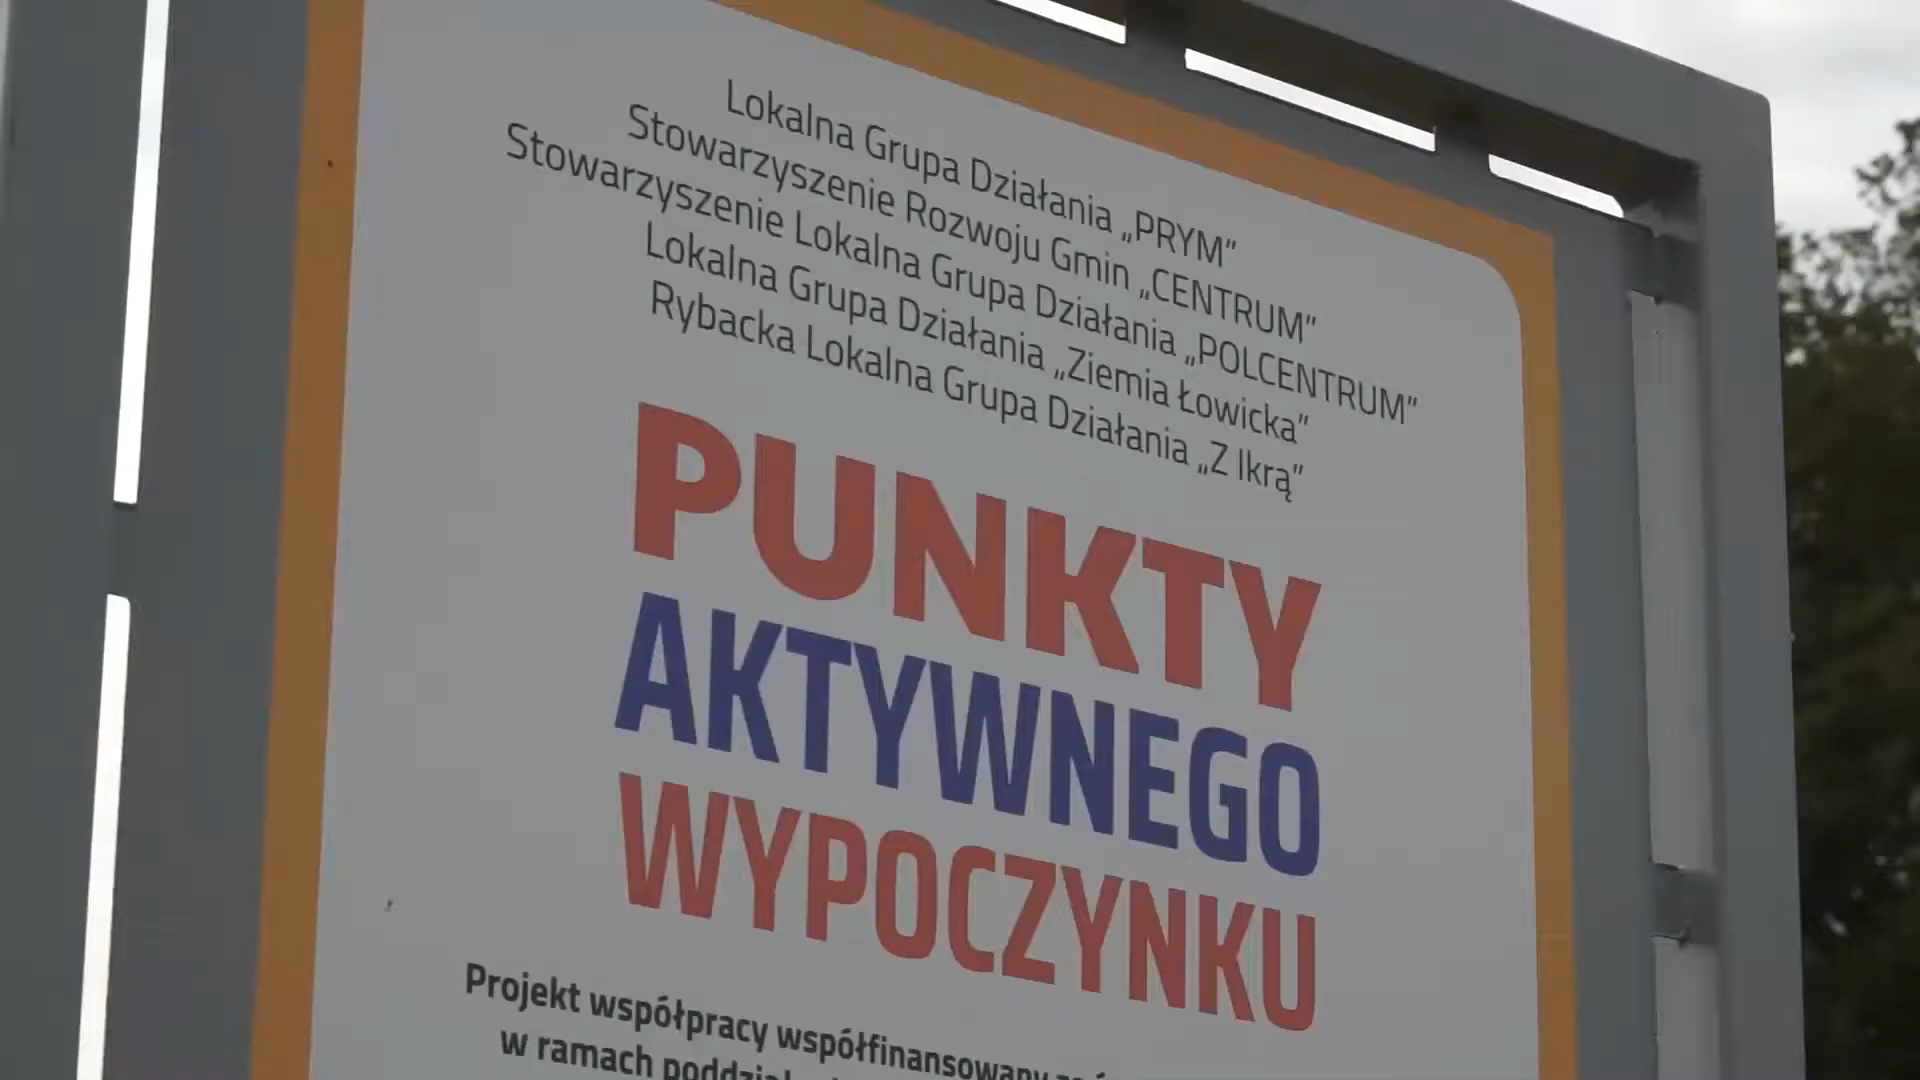 Lokalna Grupa Działania „PRYM”
Stowarzyszenie Rozwoju Gmin „CENTRUM”
Stowarzyszenie Lokalna Grupa Działania „POLCENTRUM”
Lokalna Grupa Działania „Ziemia Łowicka”
Rybacka Lokalna Grupa Działania „Z Ikrą”
PUNKTY
AKTYWNEGO
WYPOCZYNKU
Projekt współpracy współfinansowany
w ramach